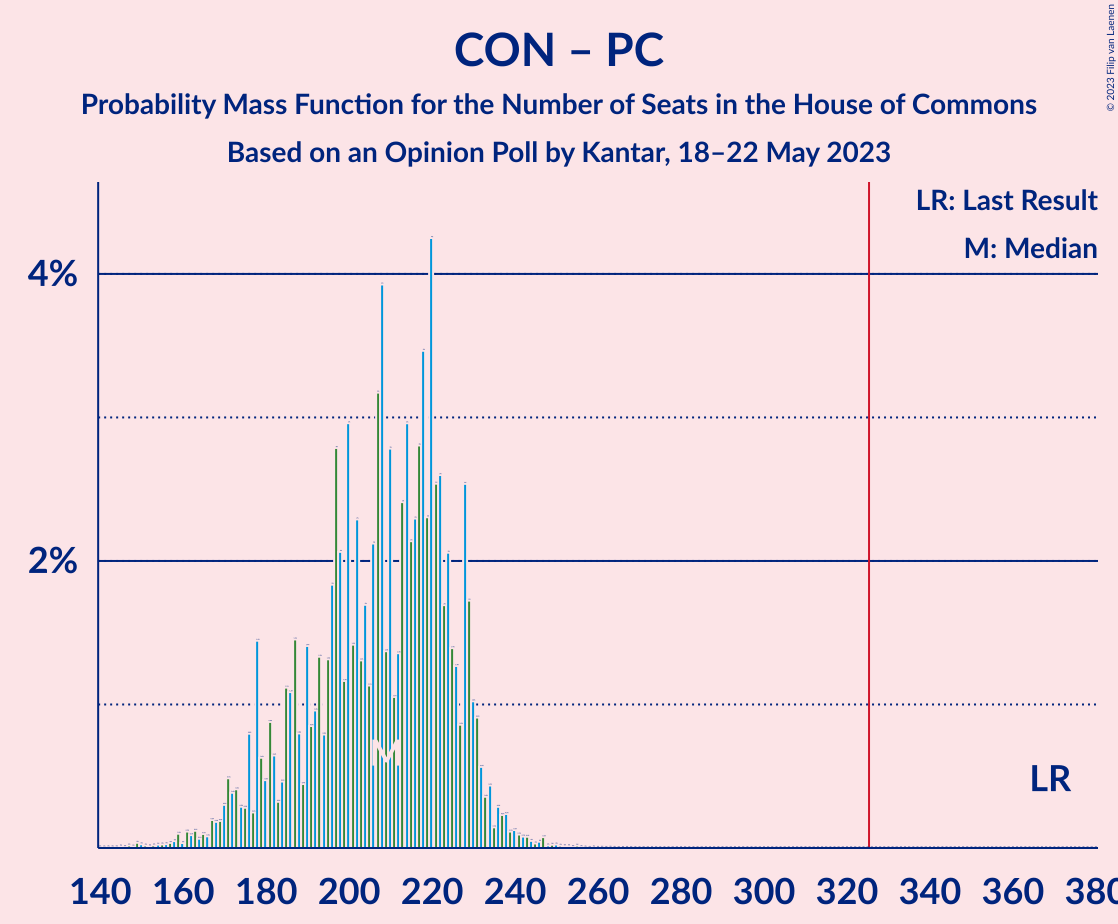 CON – PC
Probability Mass Function for the Number of Seats in the House of Commons
Based on an Opinion Poll by Kantar, 18–22 May 2023
© 2023 Filip van Laenen
LR: Last Result
M: Median
4%
2%
M
LR
140 160 180 200 220 240 260 280 300 320 340 360 380